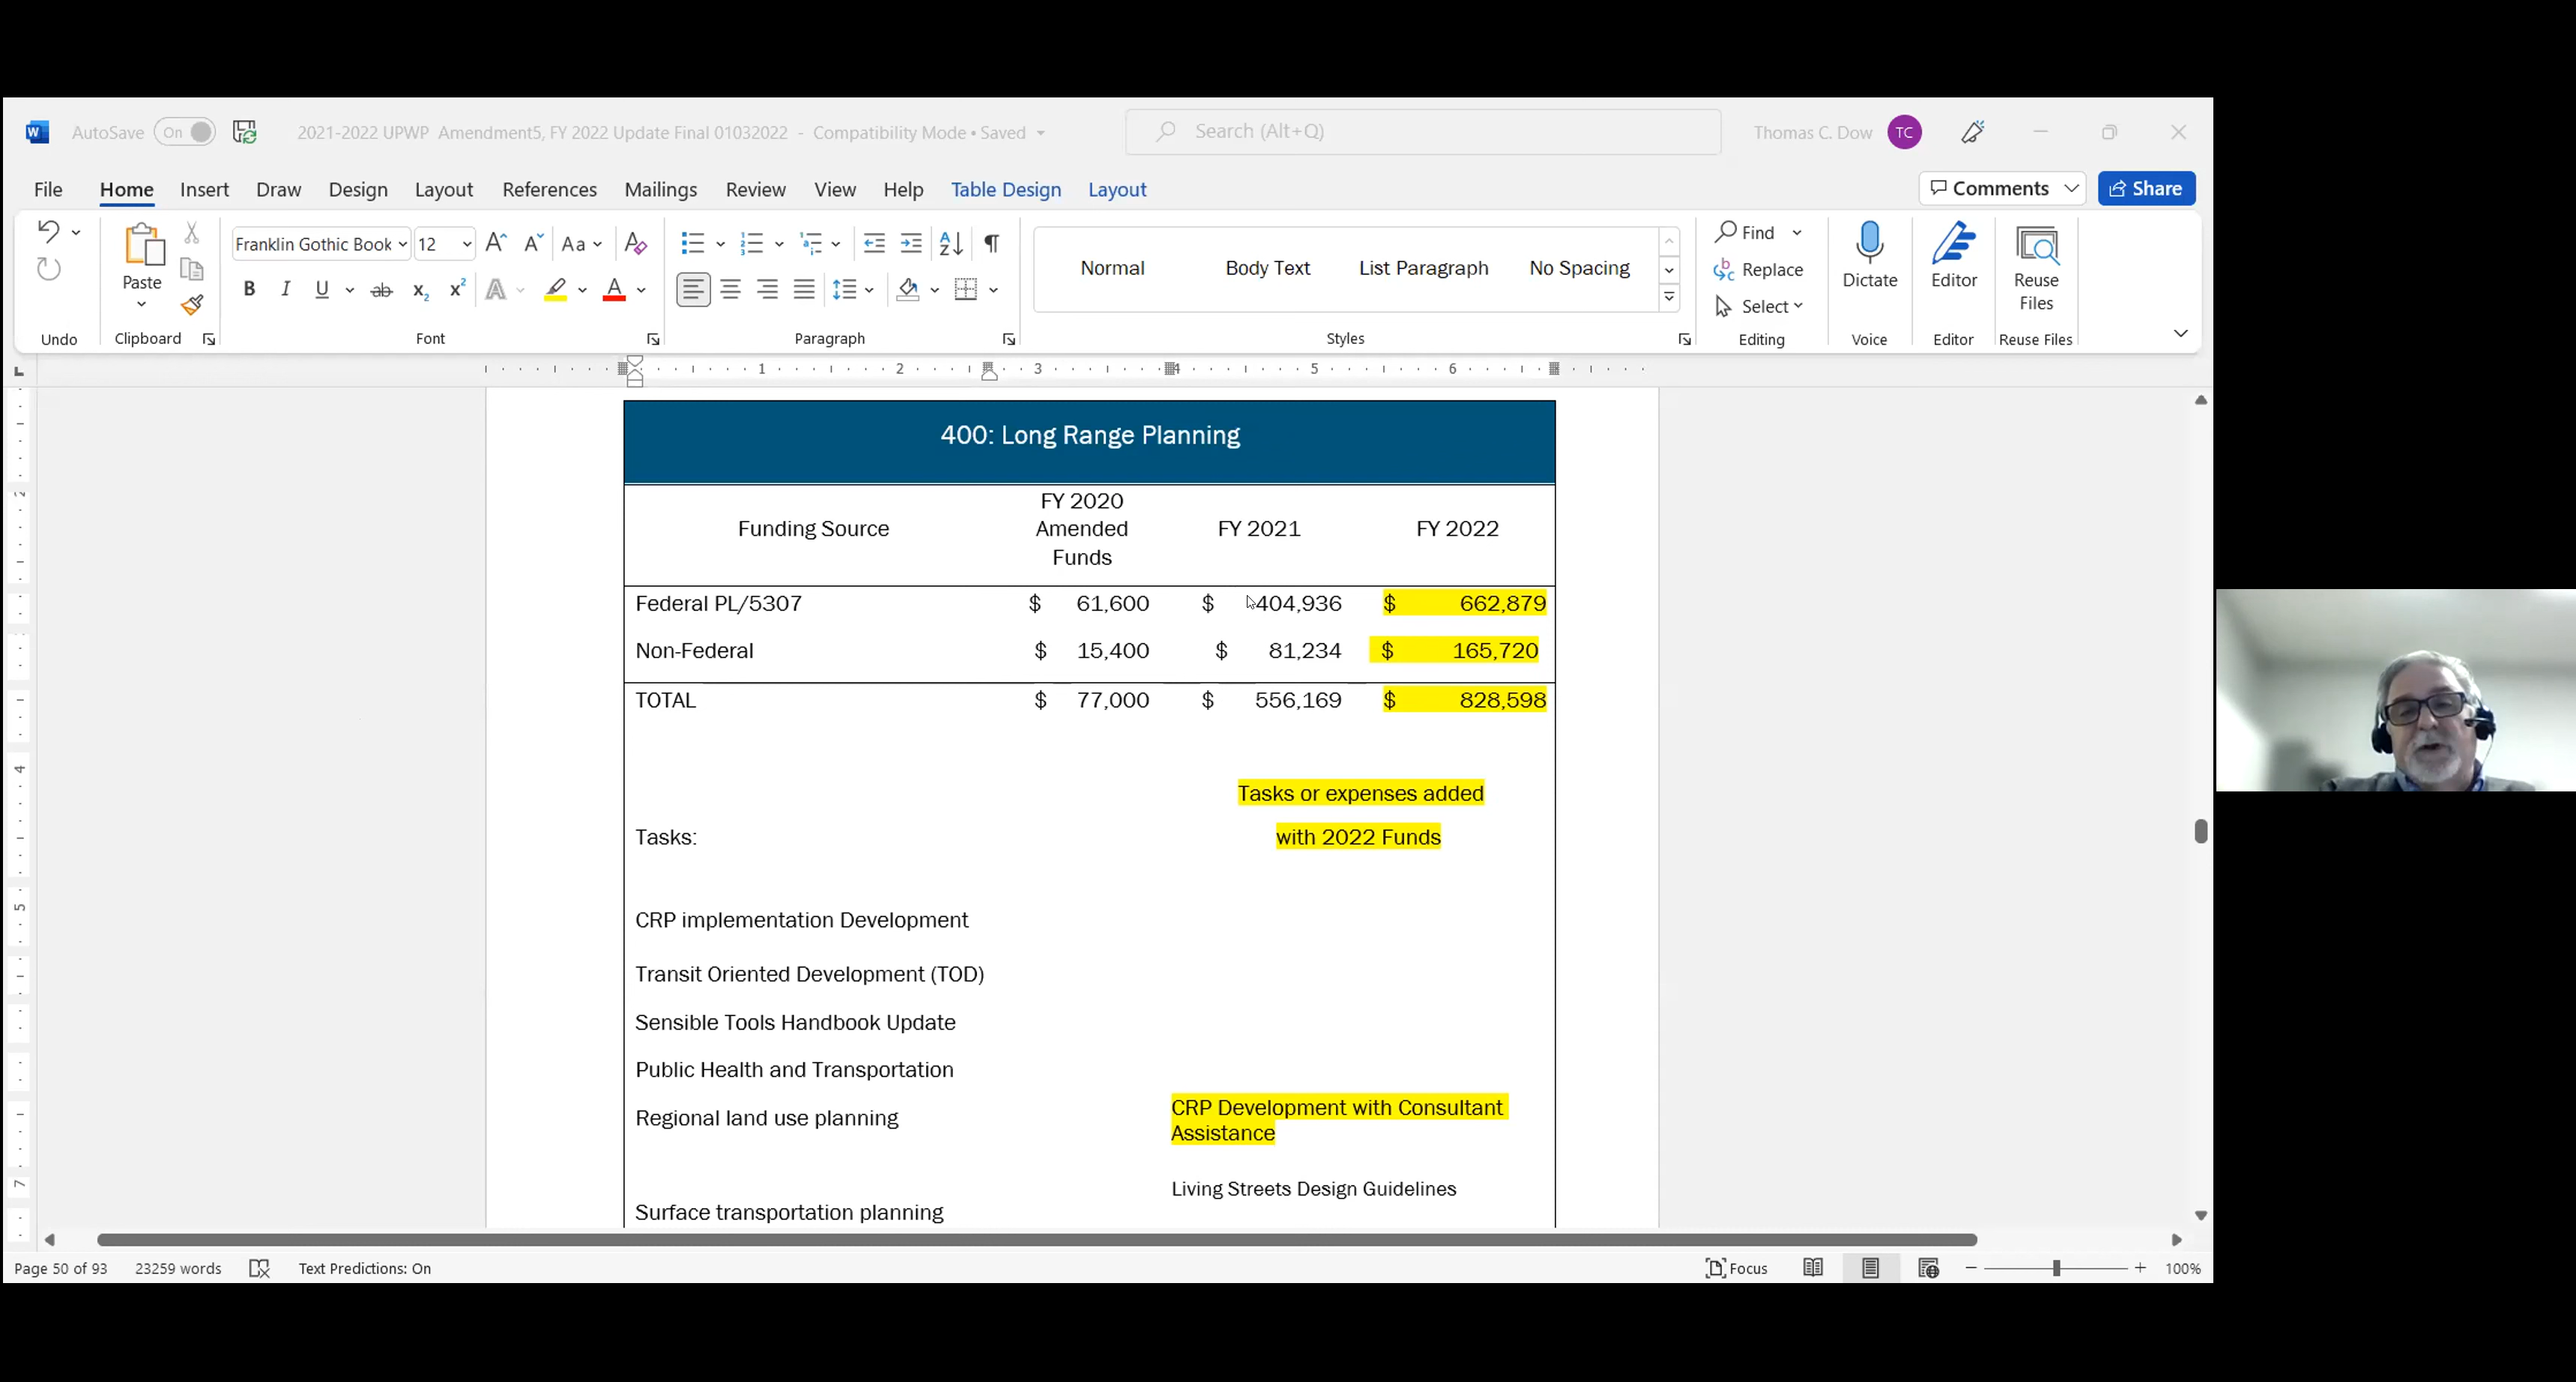 AutoSave On 2021-2022 UPWP Amendment5, FY 2022 Update Final 01032022 - Compatibility Mode • Saved Search (Alt+Q) Thomas C. Dow TC
File Home Insert Draw Design Layout References Mailings Review View Help Table Design Layout Comments Share
Paste Franklin Gothic Book 12 Aa Normal Body Text List Paragraph No Spacing Find Replace Select Dictate Editor Reuse Files
Undo Clipboard Font Paragraph Styles Editing Voice Editor Reuse Files
1 2 3 4 5 6
400: Long Range Planning
Funding Source FY 2020 Amended Funds FY 2021 FY 2022
Federal PL/5307 $ 61,600 $ 404,936 $ 662,879
Non-Federal $ 15,400 $ 81,234 $ 165,720
TOTAL $ 77,000 $ 556,169 $ 828,598
Tasks or expenses added
Tasks: with 2022 Funds
CRP implementation Development
Transit Oriented Development (TOD)
Sensible Tools Handbook Update
Public Health and Transportation
Regional land use planning
CRP Development with Consultant
Assistance
Living Streets Design Guidelines
Surface transportation planning
Page 50 of 93 23259 words Text Predictions: On Focus 100%